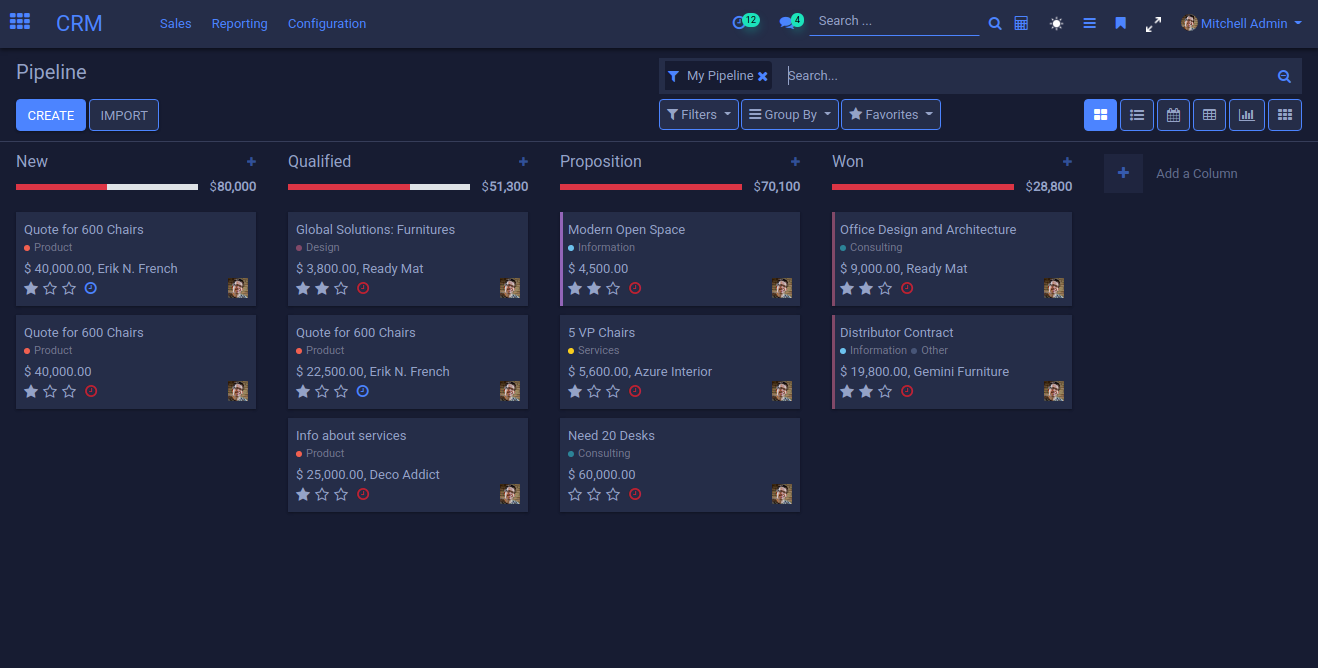 CRM Sales Reporting Configuration 12 4 Search ... Mitchell Admin
Pipeline
My Pipeline Search...
CREATE IMPORT
Filters Group By Favorites
New
$80,000
Quote for 600 Chairs
Product
$ 40,000.00, Erik N. French
Quote for 600 Chairs
Product
$ 40,000.00
Qualified
$51,300
Global Solutions: Furnitures
Design
$ 3,800.00, Ready Mat
Quote for 600 Chairs
Product
$ 22,500.00, Erik N. French
Info about services
Product
$ 25,000.00, Deco Addict
Proposition
$70,100
Modern Open Space
Information
$ 4,500.00
5 VP Chairs
Services
$ 5,600.00, Azure Interior
Need 20 Desks
Consulting
$ 60,000.00
Won
$28,800
Office Design and Architecture
Consulting
$ 9,000.00, Ready Mat
Distributor Contract
Information Other
$ 19,800.00, Gemini Furniture
Add a Column